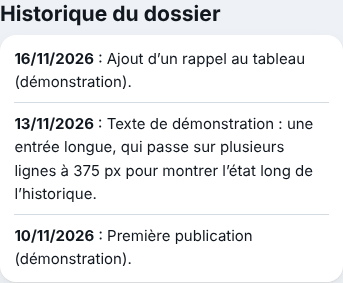 Historique du dossier
16/11/2026 : Ajout d’un rappel au tableau
(démonstration).
13/11/2026 : Texte de démonstration : une
entrée longue, qui passe sur plusieurs
lignes à 375 px pour montrer l’état long de
l’historique.
10/11/2026 : Première publication
(démonstration).